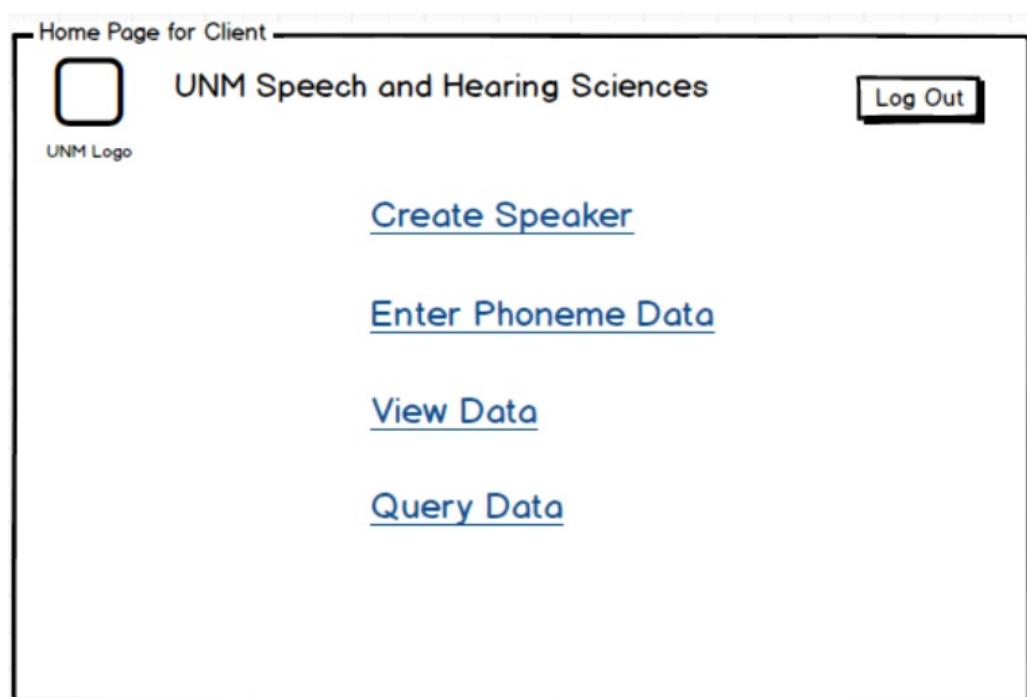 Home Page for Client
UNM Speech and Hearing Sciences
Log Out
UNM Logo
Create Speaker
Enter Phoneme Data
View Data
Query Data